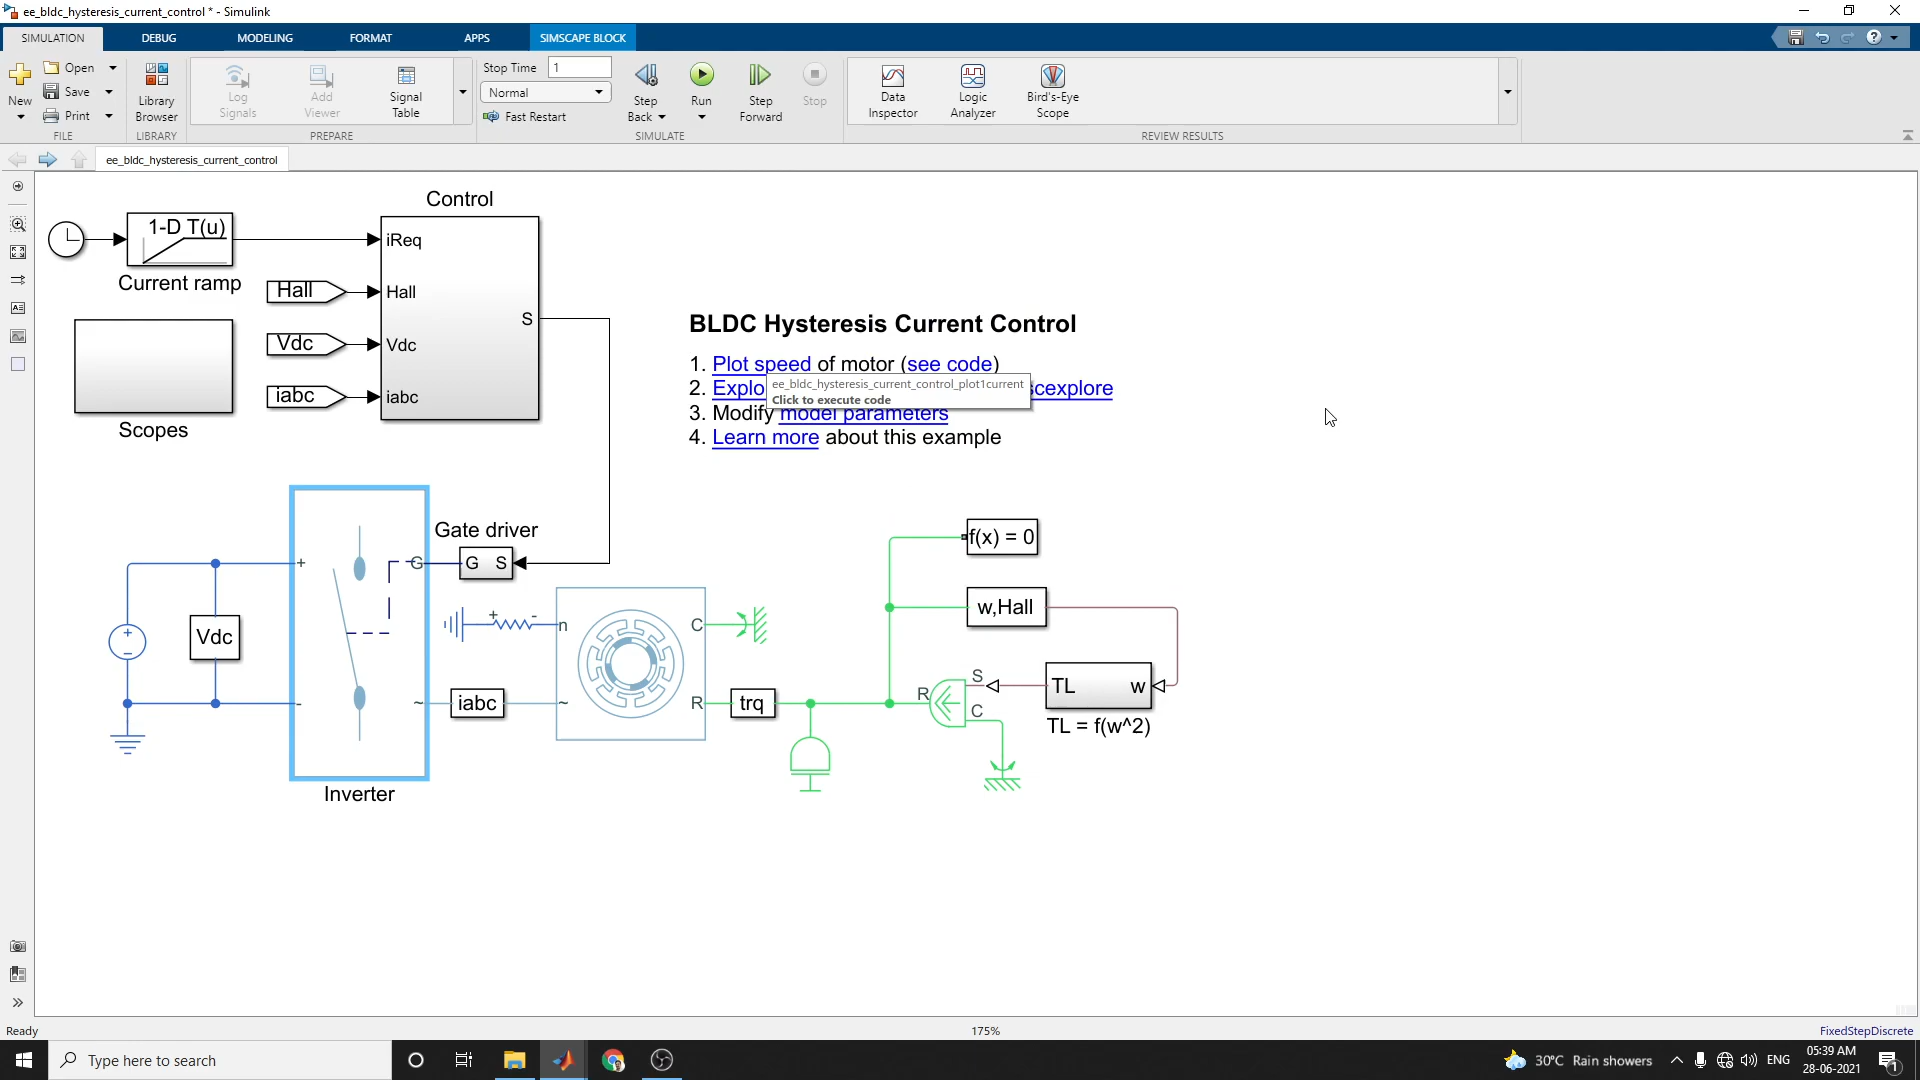 ee_bldc_hysteresis_current_control * - Simulink
SIMULATION DEBUG MODELING FORMAT APPS SIMSCAPE BLOCK
New
Open
Save
Print
FILE
Library
Browser
LIBRARY
Log
Signals
Add
Viewer
Signal
Table
PREPARE
Stop Time 1
Normal
Fast Restart
Step
Back
Run
Step
Forward
Stop
SIMULATE
Data
Inspector
Logic
Analyzer
Bird's-Eye
Scope
REVIEW RESULTS
ee_bldc_hysteresis_current_control
Control
1-D T(u)
Current ramp
iReq
Hall
Hall
Vdc
Vdc
iabc
iabc
S
Scopes
BLDC Hysteresis Current Control
1. Plot speed of motor (see code)
2. Explo scexplore
ee_bldc_hysteresis_current_control_plot1current
Click to execute code
3. Modify model parameters
4. Learn more about this example
Gate driver
G S
+
G
-
~
Inverter
+
-
Vdc
+ -
n
iabc
~
C
R
trq
f(x) = 0
w,Hall
S
R
C
TL w
TL = f(w^2)
Ready
175%
FixedStepDiscrete
Type here to search
30°C Rain showers
ENG
05:39 AM
28-06-2021
1